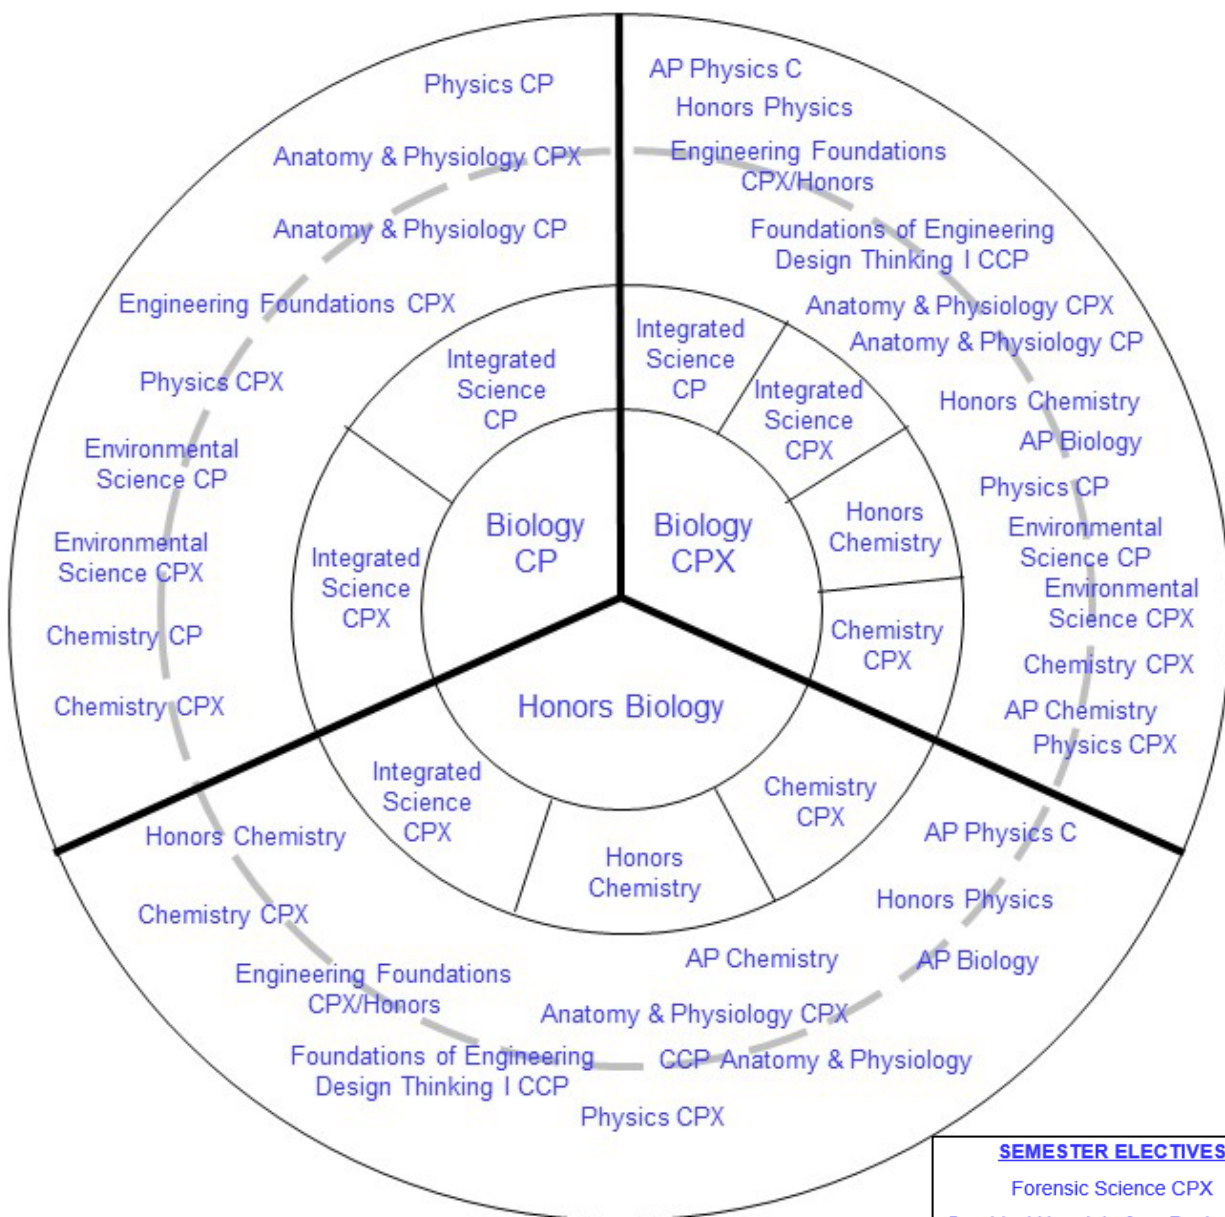 Physics CP
Anatomy & Physiology CPX
Anatomy & Physiology CP
Engineering Foundations CPX
Physics CPX
Environmental
Science CP
Environmental
Science CPX
Chemistry CP
Chemistry CPX
AP Physics C
Honors Physics
Engineering Foundations
CPX/Honors
Foundations of Engineering
Design Thinking I CCP
Anatomy & Physiology CPX
Anatomy & Physiology CP
Honors Chemistry
AP Biology
Physics CP
Environmental
Science CP
Environmental
Science CPX
Chemistry CPX
AP Chemistry
Physics CPX
Integrated
Science
CP
Integrated
Science
CPX
Integrated
Science
CP
Integrated
Science
CPX
Honors
Chemistry
Chemistry
CPX
Biology
CP
Biology
CPX
Honors Biology
Integrated
Science
CPX
Honors
Chemistry
Chemistry
CPX
Honors Chemistry
Chemistry CPX
Engineering Foundations
CPX/Honors
Foundations of Engineering
Design Thinking I CCP
AP Physics C
Honors Physics
AP Biology
AP Chemistry
Anatomy & Physiology CPX
CCP Anatomy & Physiology
Physics CPX
SEMESTER ELECTIVES
Forensic Science CPX